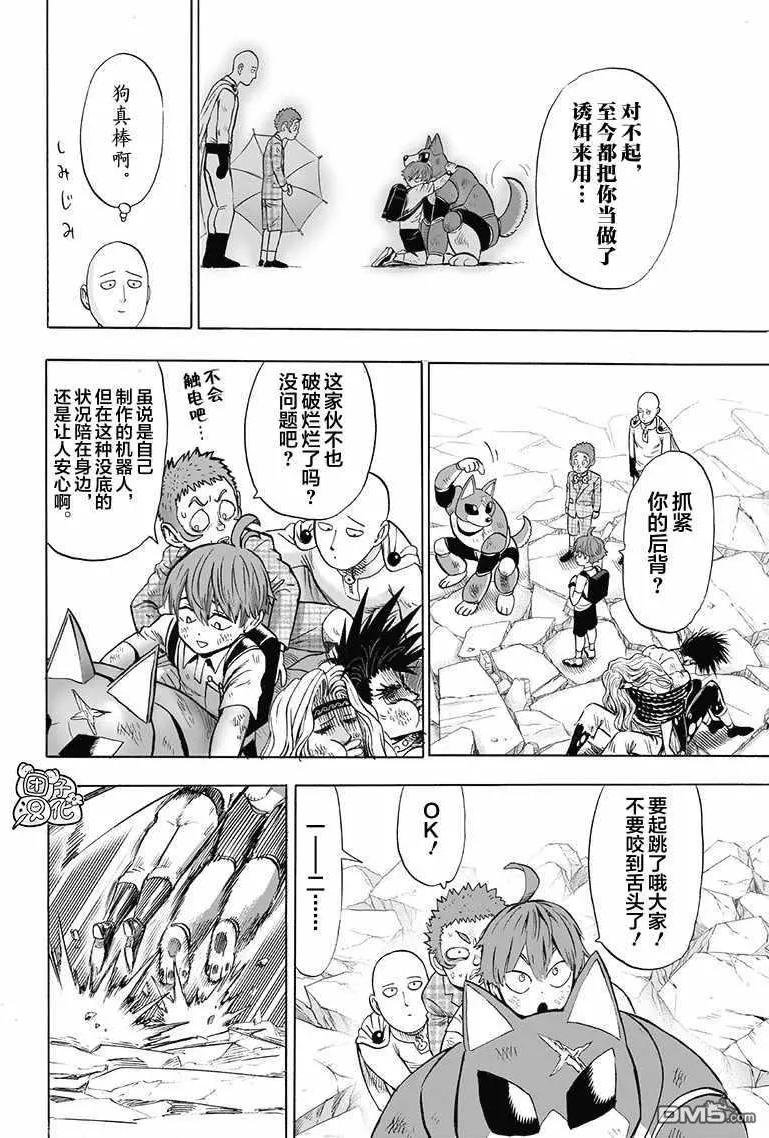 对不起，
至今都把你当做了
诱饵来用…
狗真棒啊。
しみじみ
抓紧
你的后背？
这家伙不也
破破烂烂了吗？
没问题吧？
不会
触电吧…
虽说是自己
制作的机器人，
但在这种没底的
状况陪在身边，
还是让人安心啊。
要起跳了哦大家！
不要咬到舌头了！
OK！
一——二……
团子
汉化
DM5.com